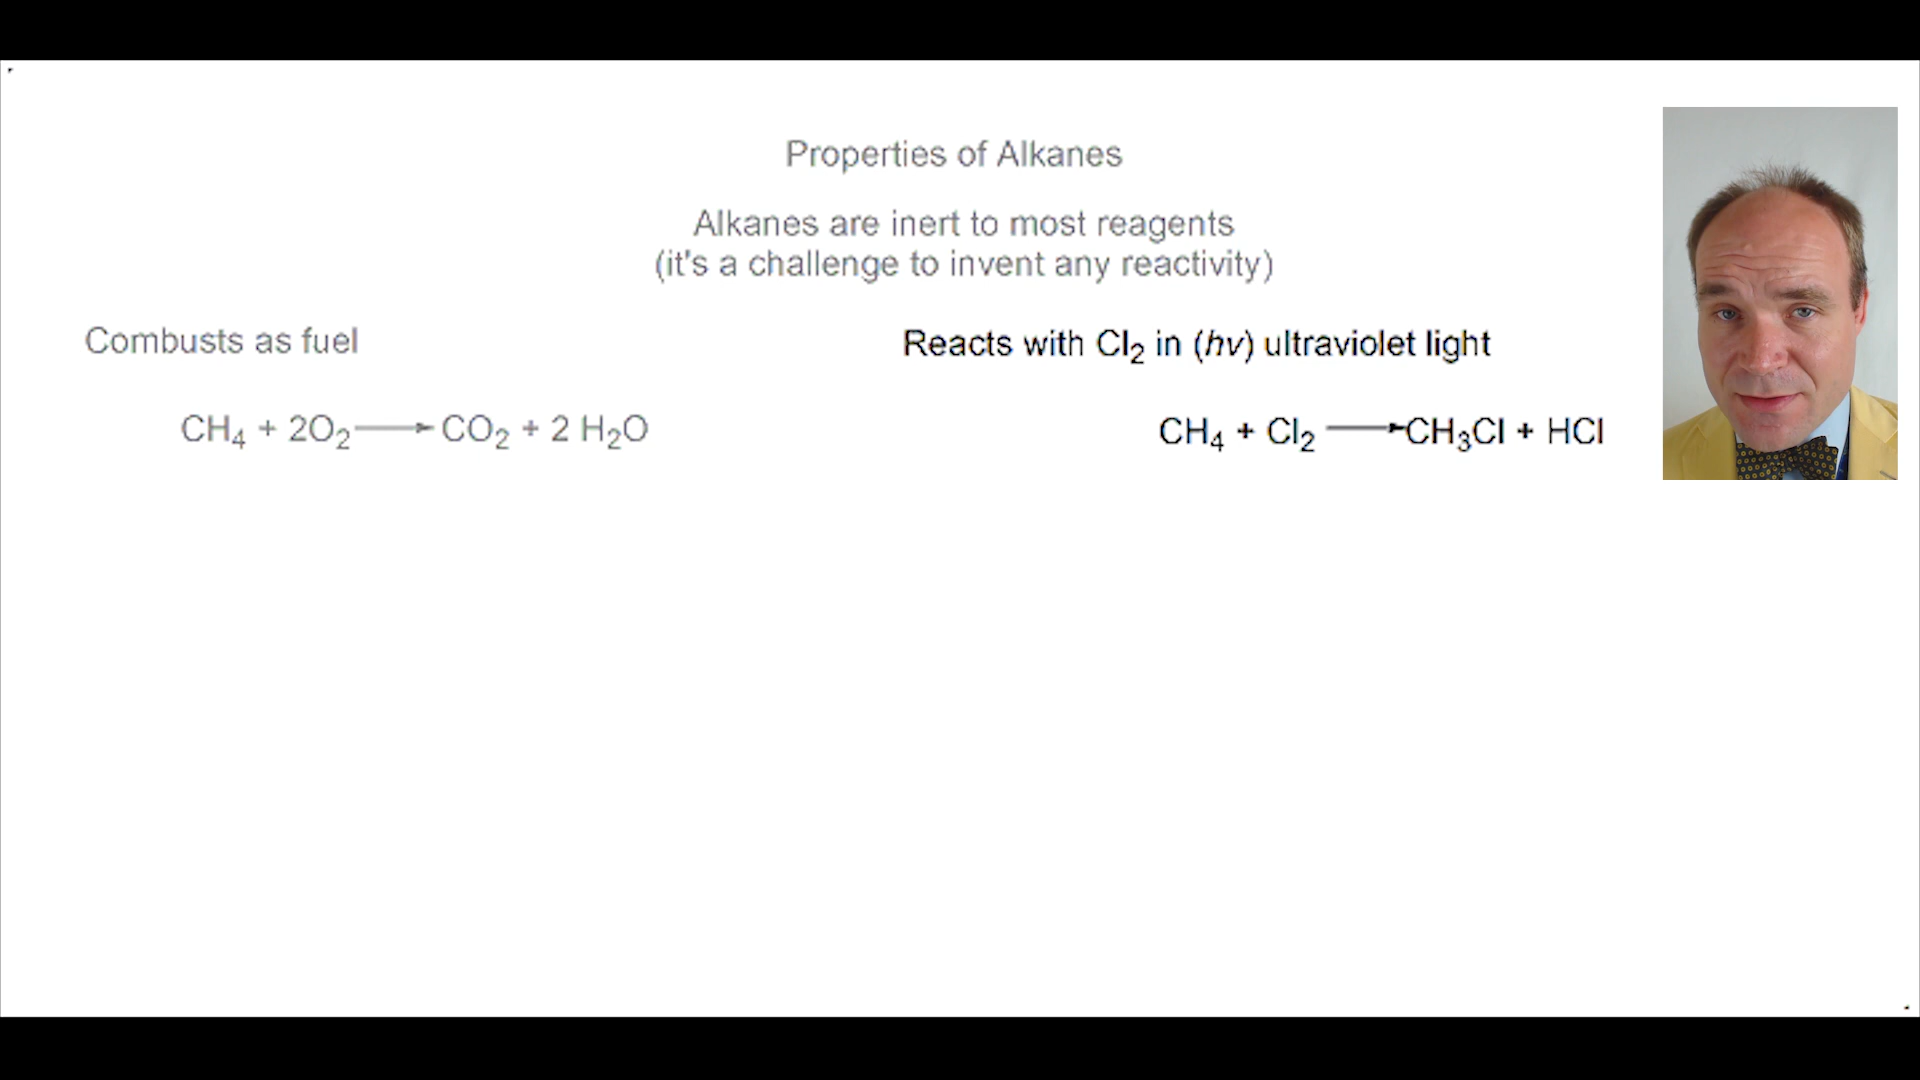 Properties of Alkanes
Alkanes are inert to most reagents
(it's a challenge to invent any reactivity)
Combusts as fuel
Reacts with Cl₂ in (hν) ultraviolet light
CH₄ + 2O₂ ⟶ CO₂ + 2 H₂O
CH₄ + Cl₂ ⟶ CH₃Cl + HCl